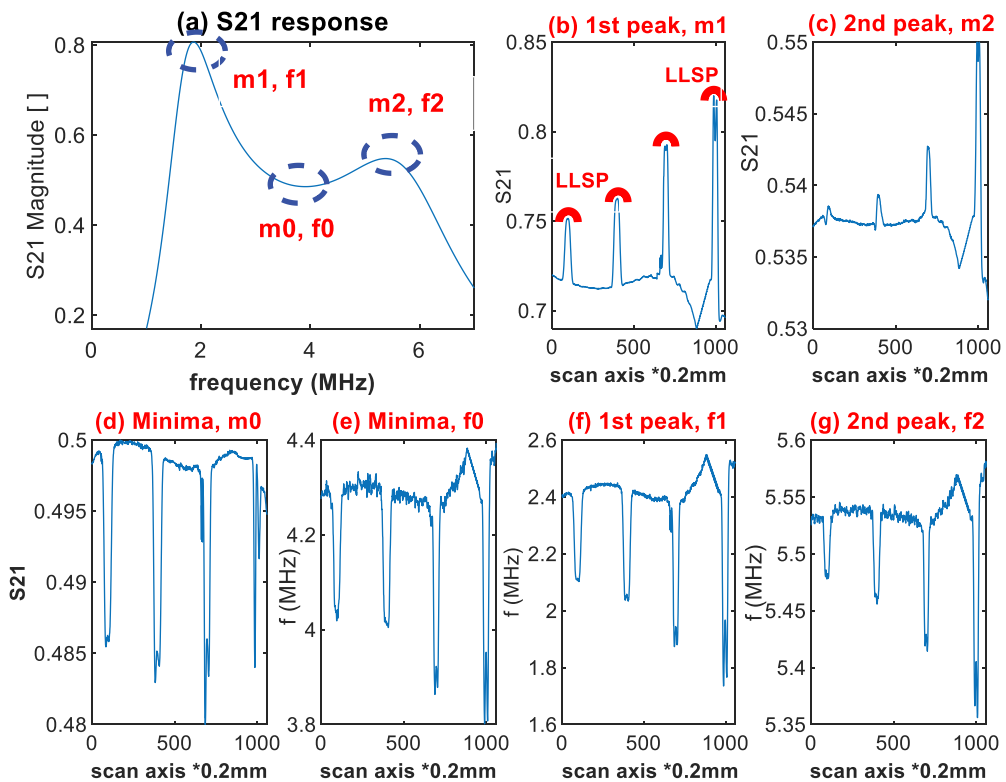 (a) S21 response
S21 Magnitude [ ]
0.8
0.6
0.4
0.2
m1, f1
m2, f2
m0, f0
0 2 4 6
frequency (MHz)
(b) 1st peak, m1
S21
0.85
0.8
0.75
0.7
LLSP
LLSP
0 500 1000
scan axis *0.2mm
(c) 2nd peak, m2
S21
0.55
0.545
0.54
0.535
0.53
0 500 1000
scan axis *0.2mm
(d) Minima, m0
S21
0.5
0.495
0.49
0.485
0.48
0 500 1000
scan axis *0.2mm
(e) Minima, f0
f (MHz)
4.4
4.2
4
3.8
0 500 1000
scan axis *0.2mm
(f) 1st peak, f1
f (MHz)
2.6
2.4
2.2
2
1.8
1.6
0 500 1000
scan axis *0.2mm
(g) 2nd peak, f2
f (MHz)
5.6
5.55
5.5
5.45
5.4
5.35
0 500 1000
scan axis *0.2mm